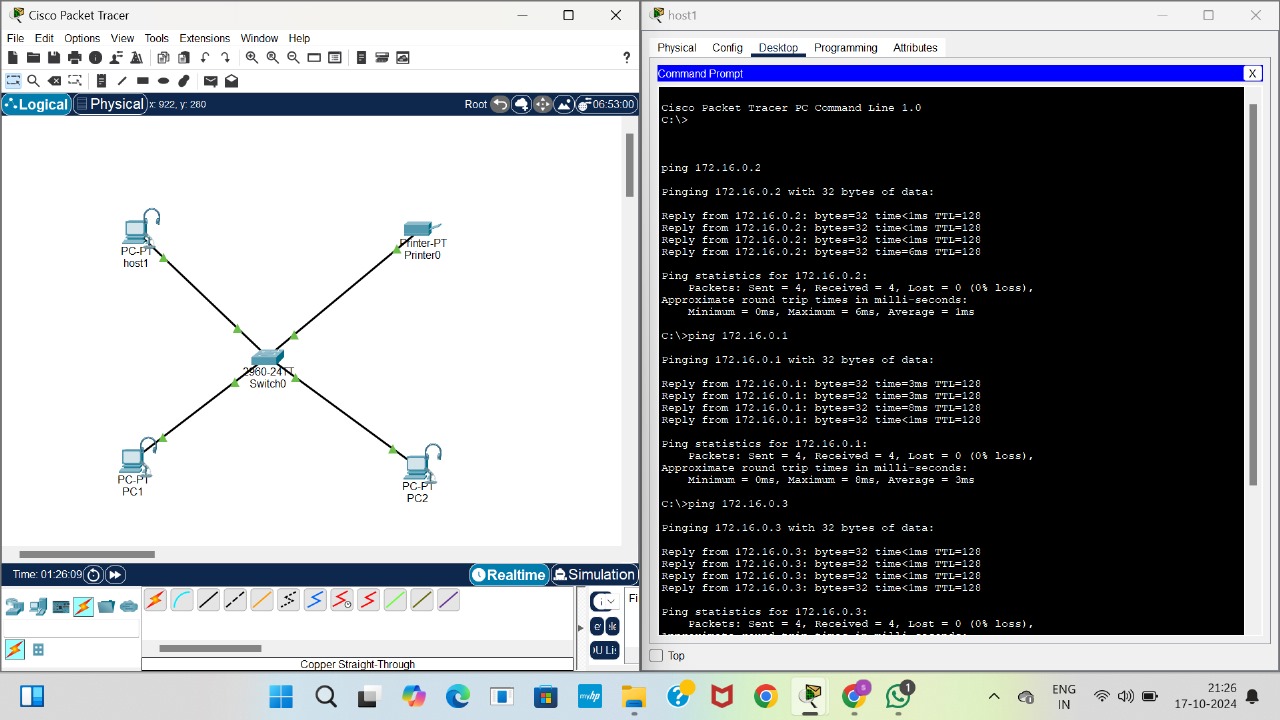 Cisco Packet Tracer
File Edit Options View Tools Extensions Window Help
Logical Physical x: 922, y: 280 Root 06:53:00
PC-PT
host1
Printer-PT
Printer0
2960-24TT
Switch0
PC-PT
PC1
PC-PT
PC2
Time: 01:26:09 Realtime Simulation
Fi
Copper Straight-Through
host1
Physical Config Desktop Programming Attributes
Command Prompt X
Cisco Packet Tracer PC Command Line 1.0
C:\>
ping 172.16.0.2
Pinging 172.16.0.2 with 32 bytes of data:
Reply from 172.16.0.2: bytes=32 time<1ms TTL=128
Reply from 172.16.0.2: bytes=32 time<1ms TTL=128
Reply from 172.16.0.2: bytes=32 time<1ms TTL=128
Reply from 172.16.0.2: bytes=32 time=6ms TTL=128
Ping statistics for 172.16.0.2:
Packets: Sent = 4, Received = 4, Lost = 0 (0% loss),
Approximate round trip times in milli-seconds:
Minimum = 0ms, Maximum = 6ms, Average = 1ms
C:\>ping 172.16.0.1
Pinging 172.16.0.1 with 32 bytes of data:
Reply from 172.16.0.1: bytes=32 time=3ms TTL=128
Reply from 172.16.0.1: bytes=32 time=3ms TTL=128
Reply from 172.16.0.1: bytes=32 time=8ms TTL=128
Reply from 172.16.0.1: bytes=32 time<1ms TTL=128
Ping statistics for 172.16.0.1:
Packets: Sent = 4, Received = 4, Lost = 0 (0% loss),
Approximate round trip times in milli-seconds:
Minimum = 0ms, Maximum = 8ms, Average = 3ms
C:\>ping 172.16.0.3
Pinging 172.16.0.3 with 32 bytes of data:
Reply from 172.16.0.3: bytes=32 time<1ms TTL=128
Reply from 172.16.0.3: bytes=32 time<1ms TTL=128
Reply from 172.16.0.3: bytes=32 time<1ms TTL=128
Reply from 172.16.0.3: bytes=32 time<1ms TTL=128
Ping statistics for 172.16.0.3:
Packets: Sent = 4, Received = 4, Lost = 0 (0% loss),
Top
myhp
s
1
ENG
IN
21:26
17-10-2024